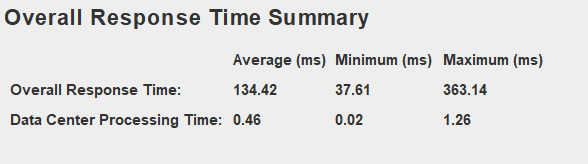 Overall Response Time Summary
Average (ms) Minimum (ms) Maximum (ms)
Overall Response Time: 134.42 37.61 363.14
Data Center Processing Time: 0.46 0.02 1.26